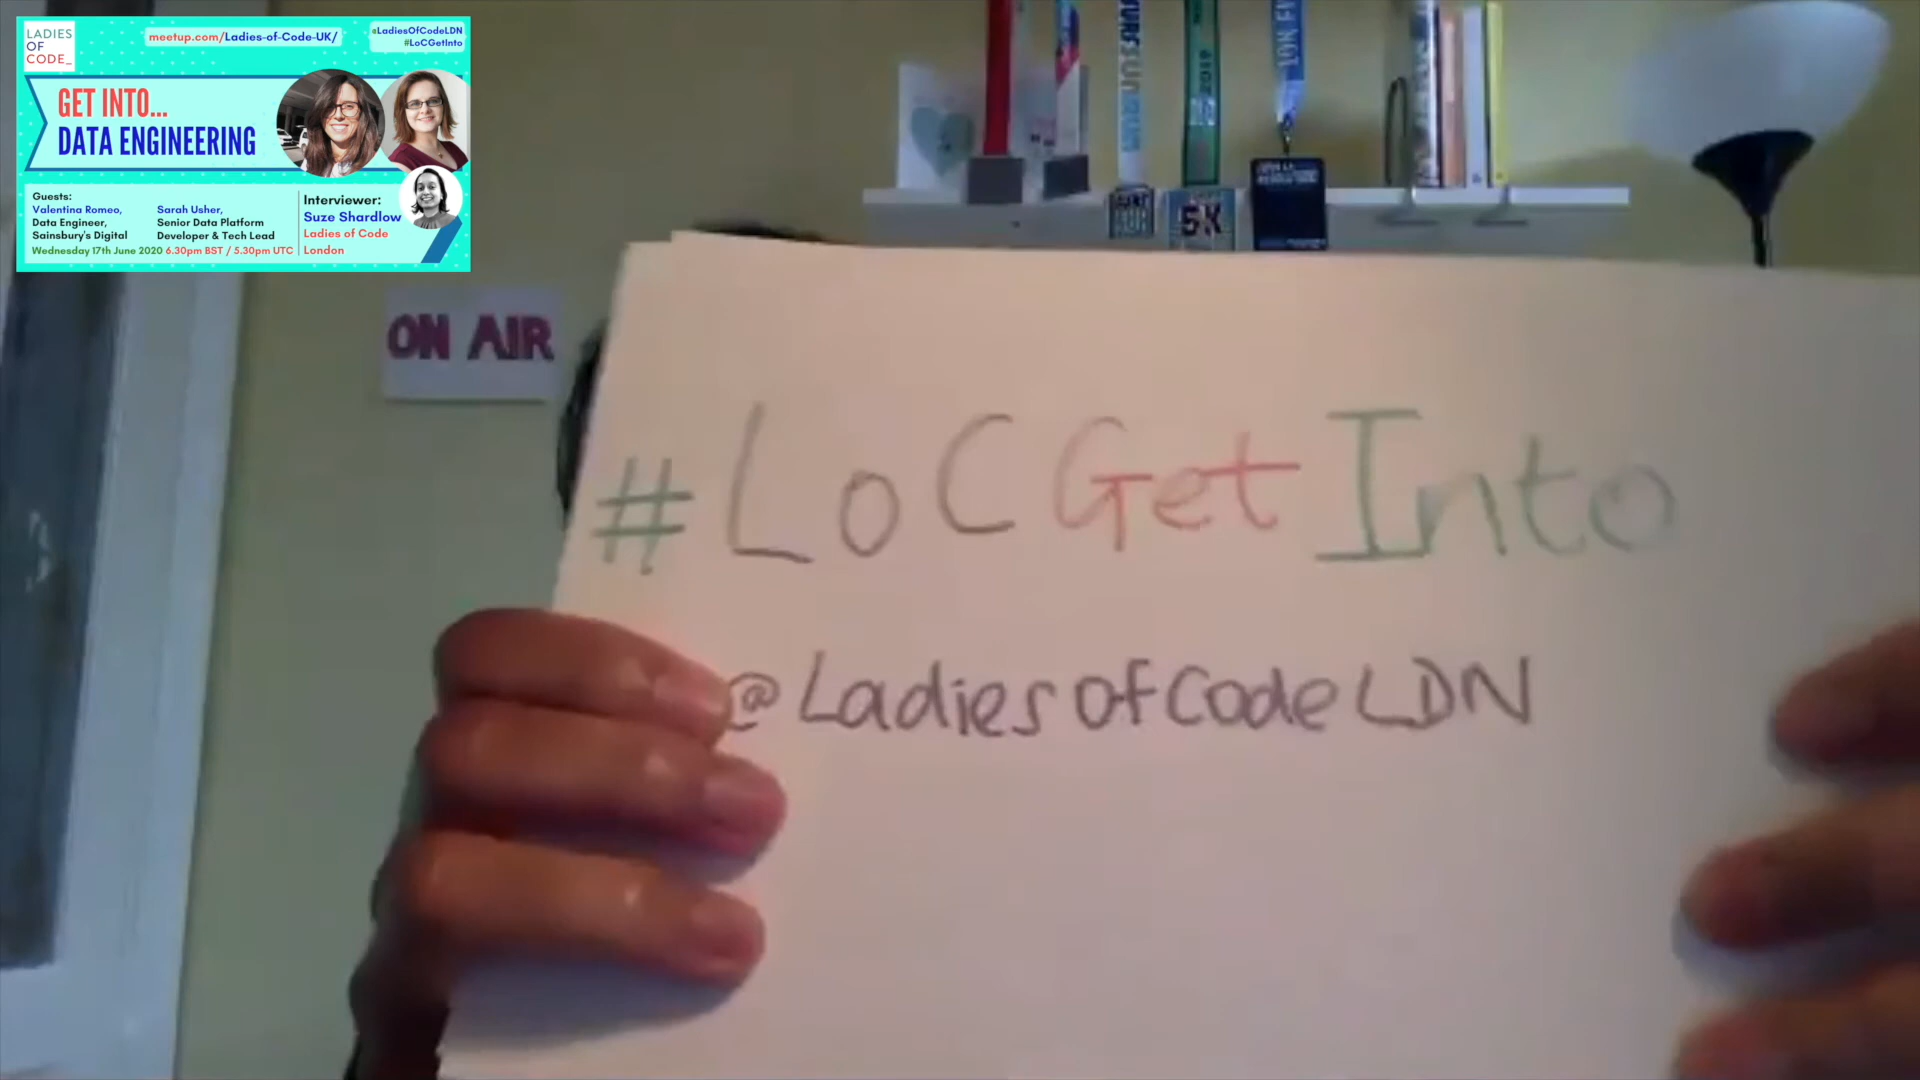 LADIES
OF
CODE_
meetup.com/Ladies-of-Code-UK/
@LadiesOfCodeLDN
#LoCGetInto
GET INTO...
DATA ENGINEERING
Guests:
Valentina Romeo,
Data Engineer,
Sainsbury's Digital
Sarah Usher,
Senior Data Platform
Developer & Tech Lead
Interviewer:
Suze Shardlow
Ladies of Code
London
Wednesday 17th June 2020 6.30pm BST / 5.30pm UTC
ON AIR
5K
#LoCGetInto
@LadiesOfCodeLDN